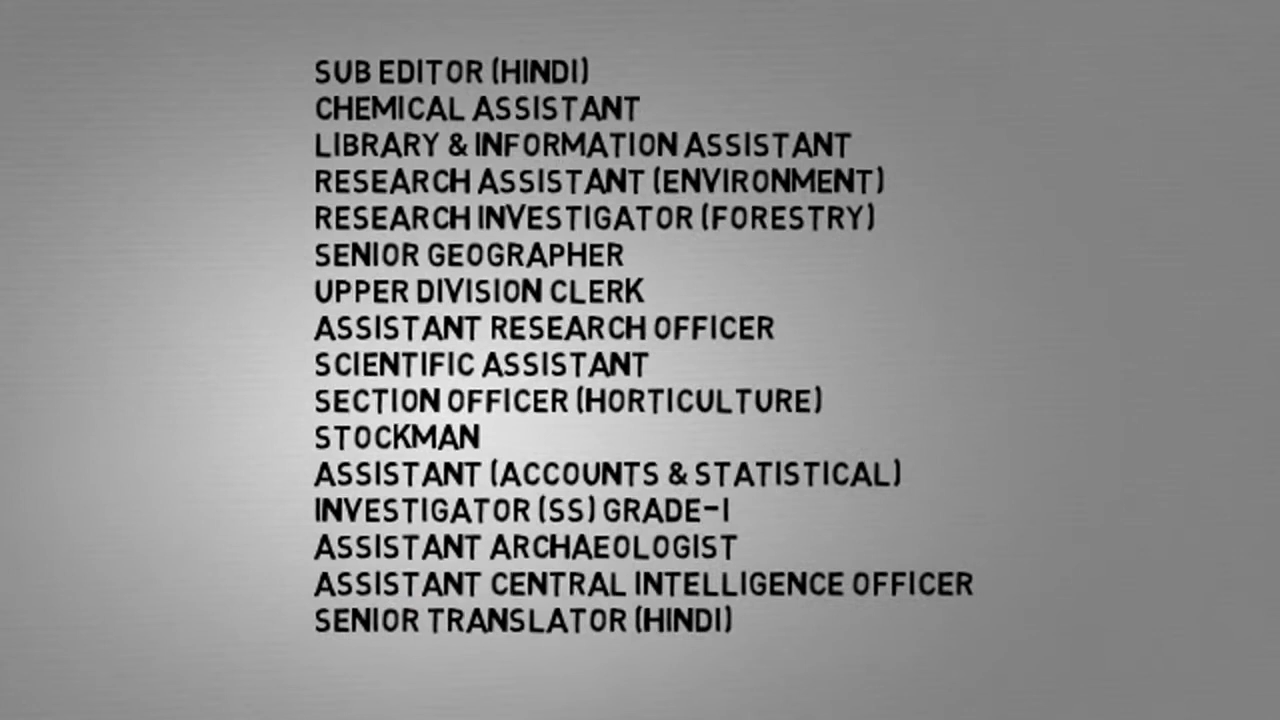 SUB EDITOR (HINDI)
CHEMICAL ASSISTANT
LIBRARY & INFORMATION ASSISTANT
RESEARCH ASSISTANT (ENVIRONMENT)
RESEARCH INVESTIGATOR (FORESTRY)
SENIOR GEOGRAPHER
UPPER DIVISION CLERK
ASSISTANT RESEARCH OFFICER
SCIENTIFIC ASSISTANT
SECTION OFFICER (HORTICULTURE)
STOCKMAN
ASSISTANT (ACCOUNTS & STATISTICAL)
INVESTIGATOR (SS) GRADE-I
ASSISTANT ARCHAEOLOGIST
ASSISTANT CENTRAL INTELLIGENCE OFFICER
SENIOR TRANSLATOR (HINDI)